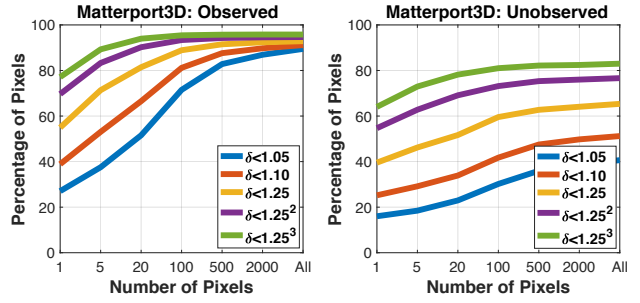 Matterport3D: Observed
Percentage of Pixels
100
80
60
40
20
0
δ<1.05
δ<1.10
δ<1.25
δ<1.25²
δ<1.25³
1 5 20 100 500 2000 All
Number of Pixels
Matterport3D: Unobserved
Percentage of Pixels
100
80
60
40
20
0
δ<1.05
δ<1.10
δ<1.25
δ<1.25²
δ<1.25³
1 5 20 100 500 2000 All
Number of Pixels